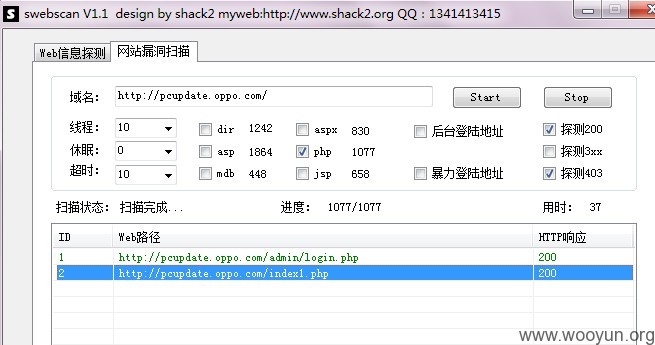 S swebscan V1.1 design by shack2 myweb:http://www.shack2.org QQ：1341413415
Web信息探测 网站漏洞扫描
域名: http://pcupdate.oppo.com/ Start Stop
线程: 10 dir 1242 aspx 830 后台登陆地址 探测200
休眠: 0 asp 1864 php 1077 探测3xx
超时: 10 mdb 448 jsp 658 暴力登陆地址 探测403
扫描状态: 扫描完成... 进度: 1077/1077 用时: 37
ID Web路径 HTTP响应
1 http://pcupdate.oppo.com/admin/login.php 200
2 http://pcupdate.oppo.com/index1.php 200
www.wooyun.org